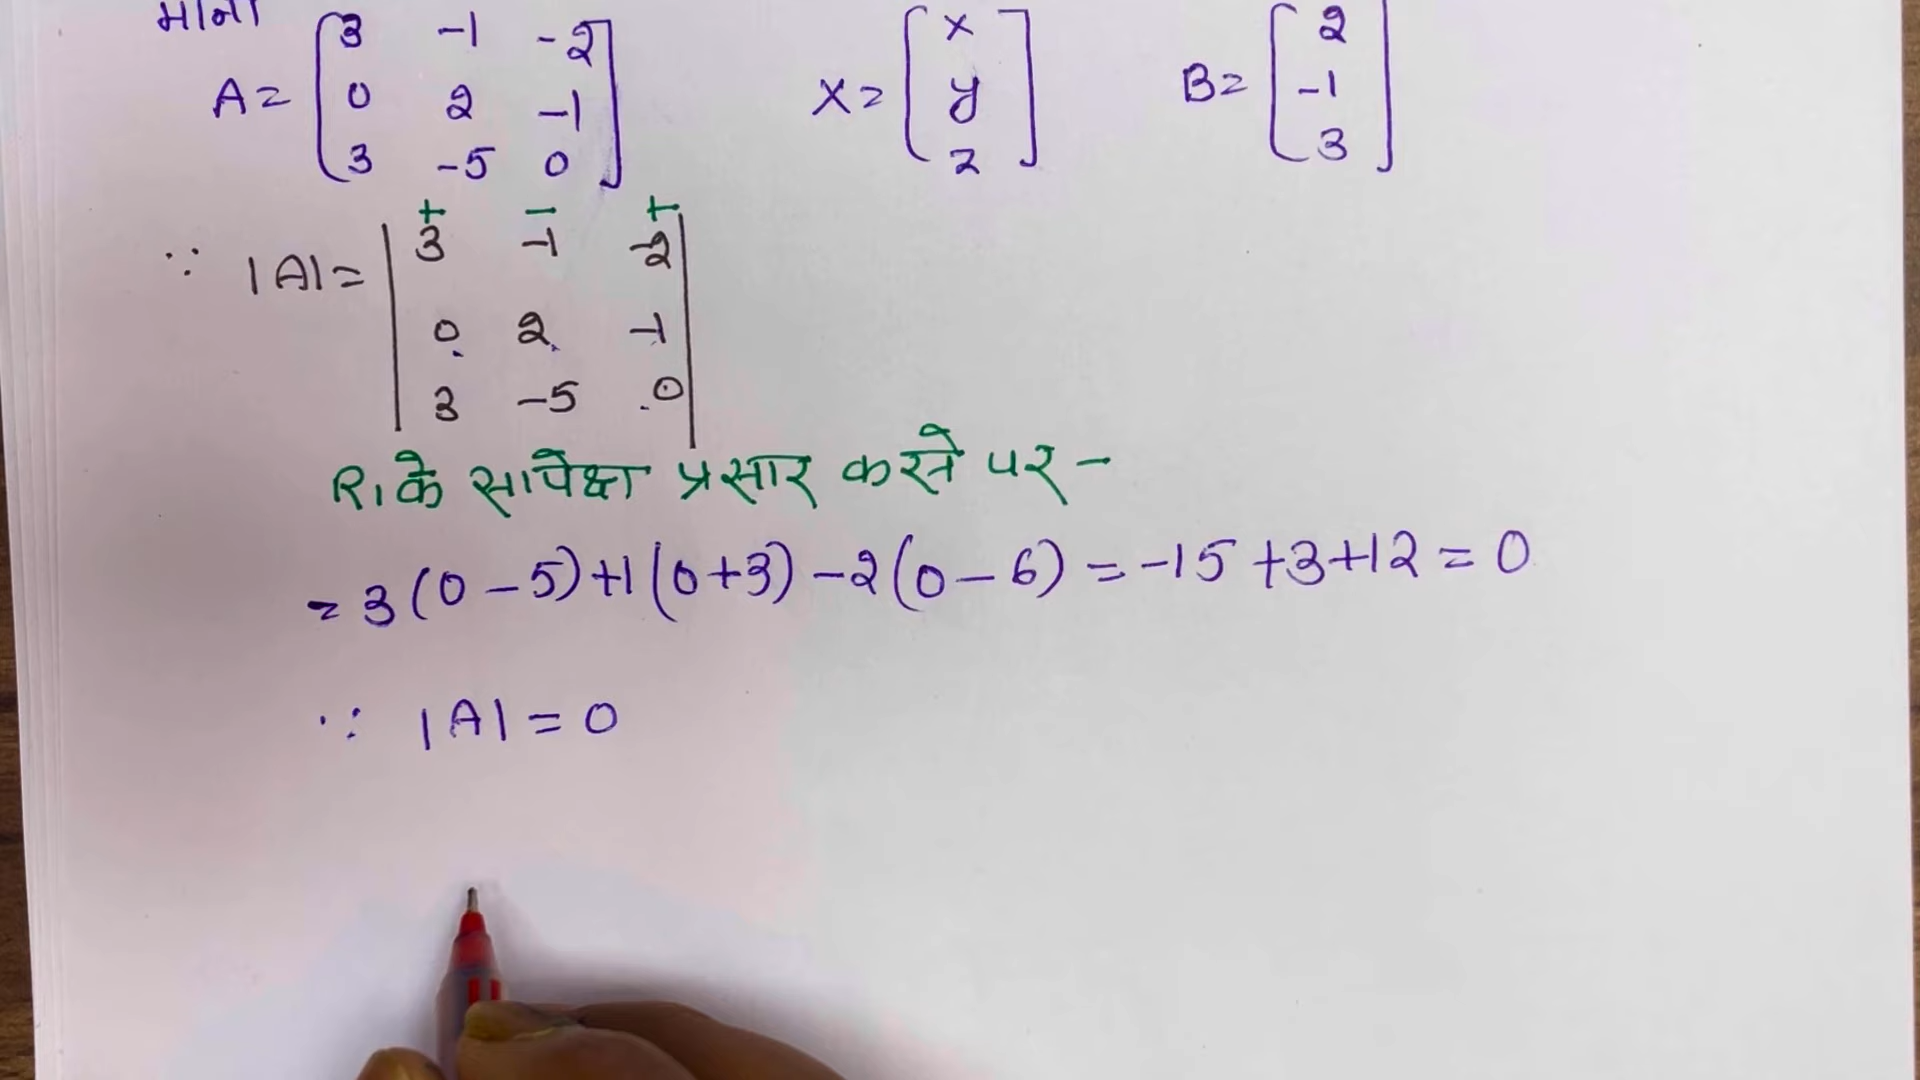 माना
A = [3 -1 -2
0 2 -1
3 -5 0]
X = [x
y
z]
B = [2
-1
3]
+ - +
∵ |A| = | 3 -1 -2
0 2 -1
3 -5 0 |
R₁ के सापेक्ष प्रसार करते पर -
= 3(0-5)+1(0+3)-2(0-6) = -15+3+12 = 0
∵ |A| = 0